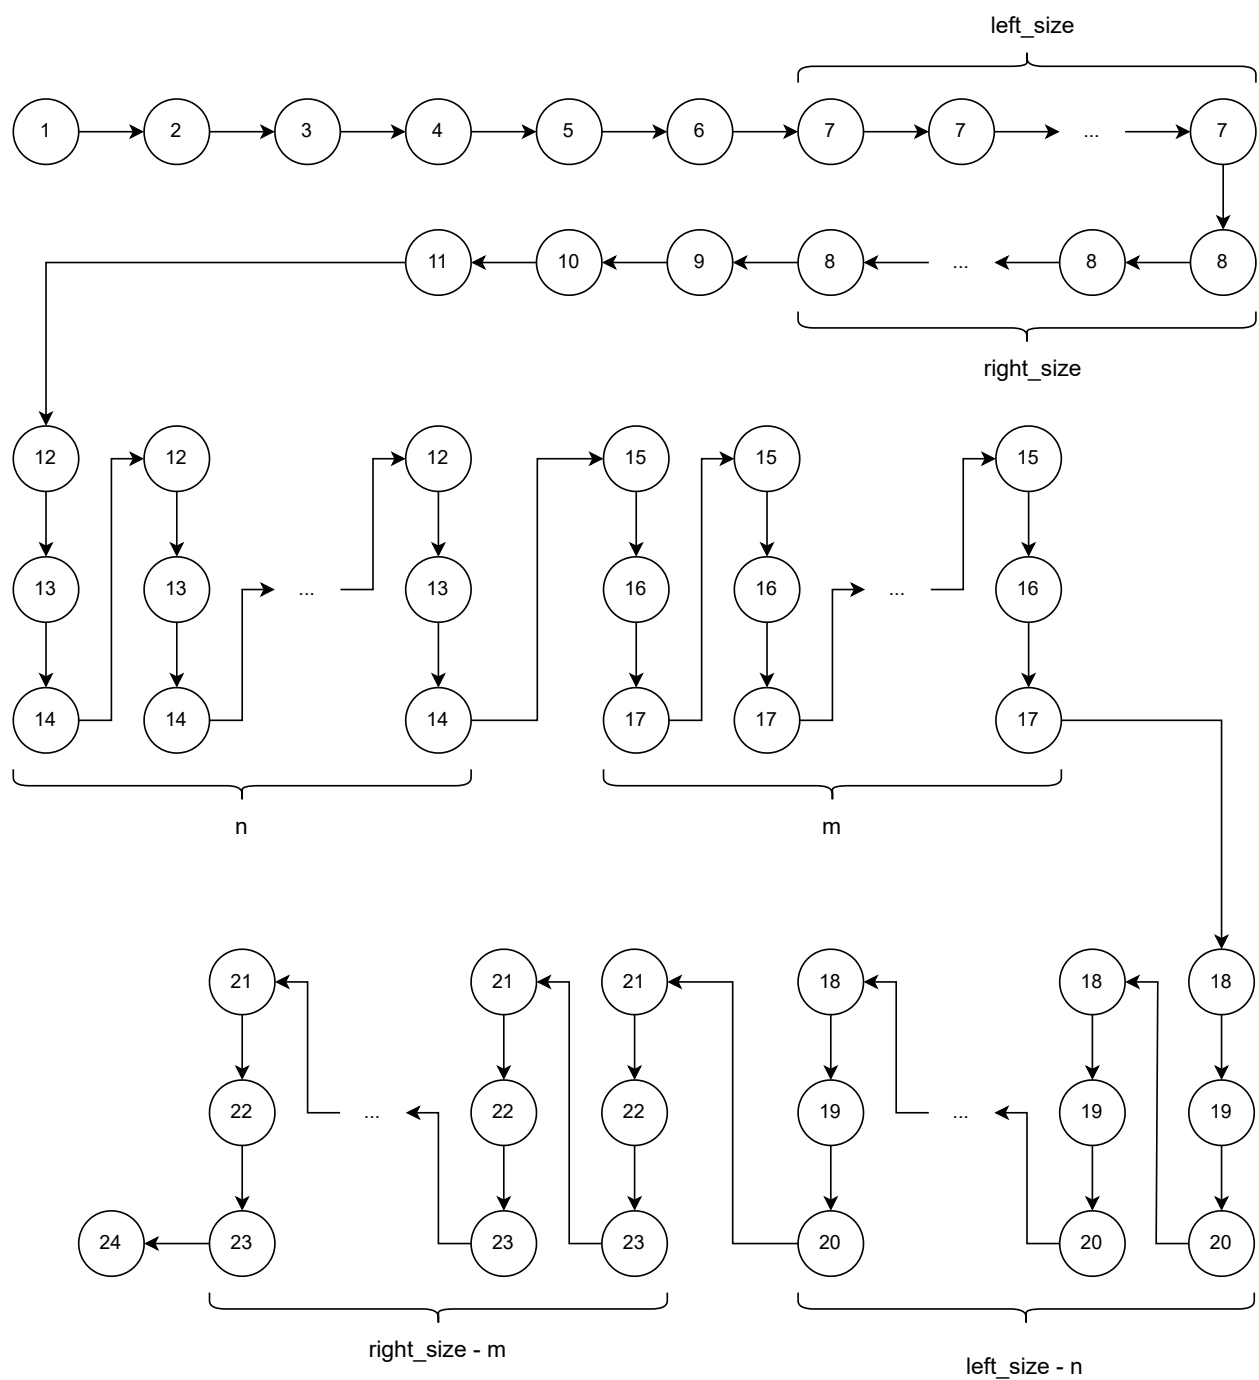 left_size
1 2 3 4 5 6 7 7 ... 7
11 10 9 8 ... 8 8
right_size
12 12 12 15 15 15
13 13 ... 13 16 16 ... 16
14 14 14 17 17 17
n m
21 21 21 18 18 18
22 ... 22 22 19 ... 19 19
24 23 23 23 20 20 20
right_size - m
left_size - n